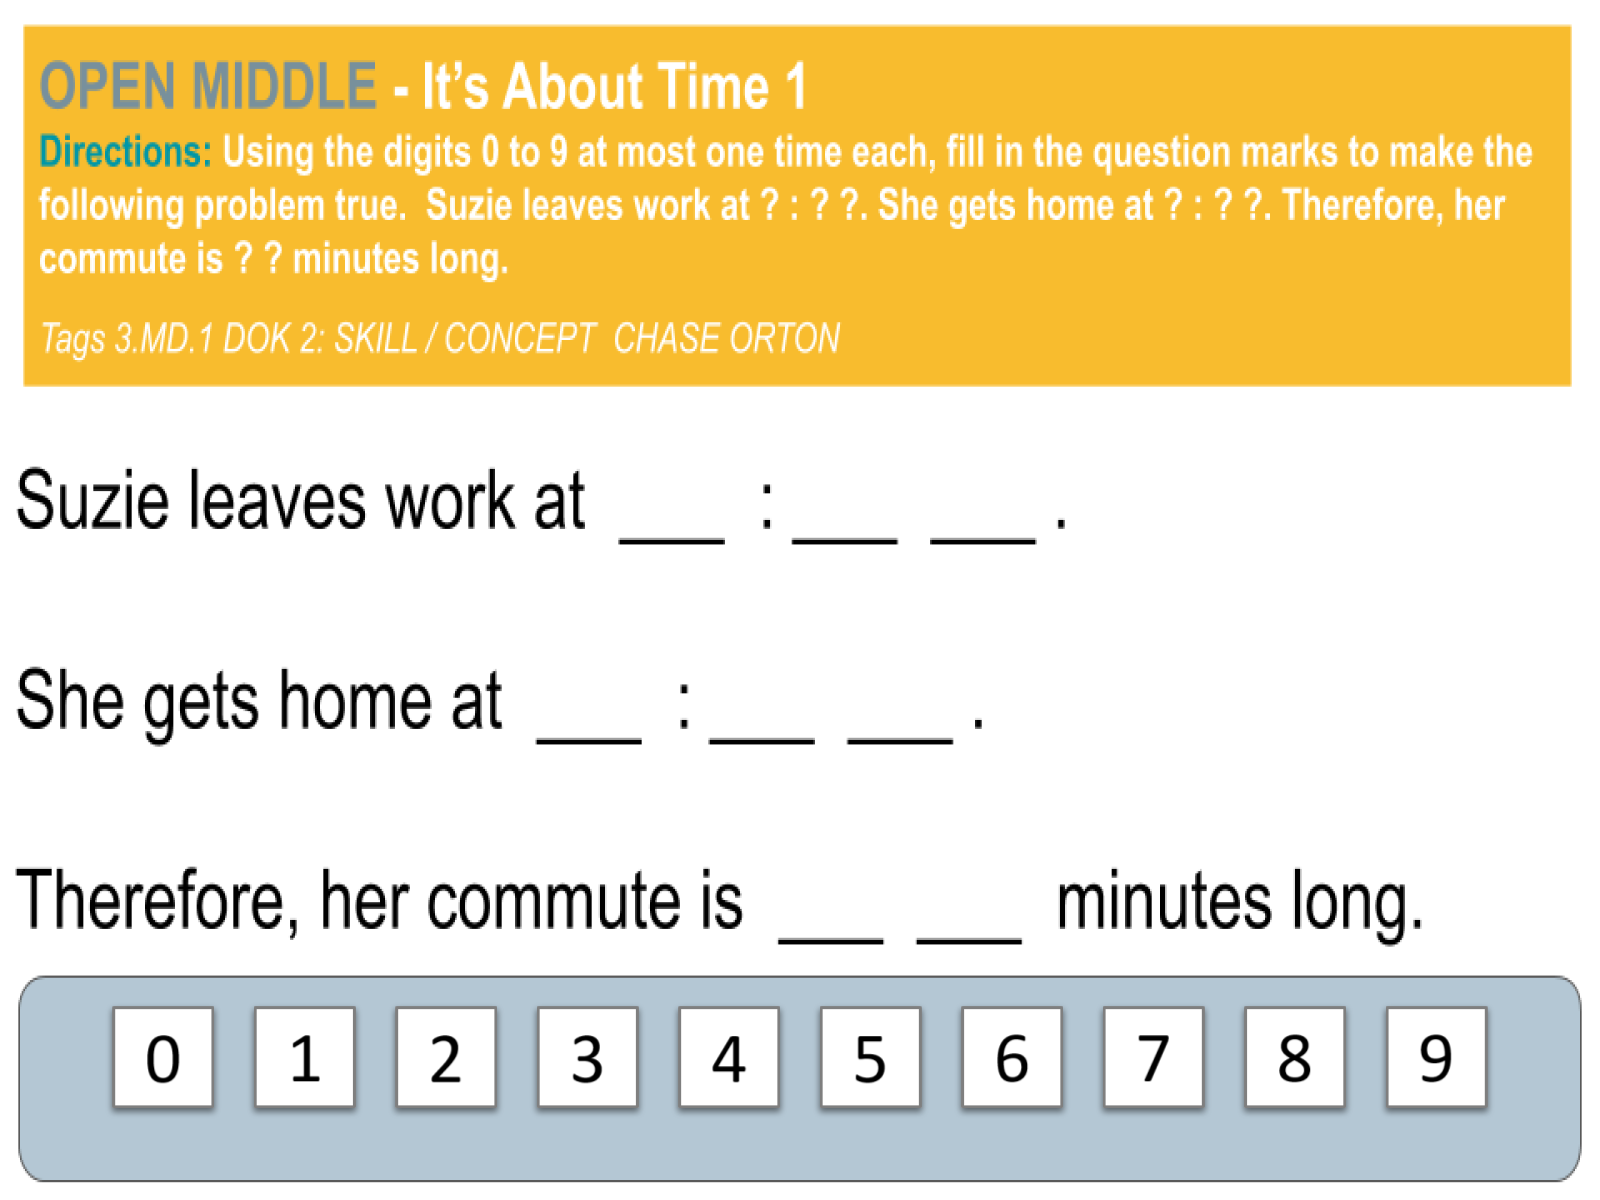 OPEN MIDDLE - It’s About Time 1
Directions: Using the digits 0 to 9 at most one time each, fill in the question marks to make the
following problem true.  Suzie leaves work at ? : ? ?. She gets home at ? : ? ?. Therefore, her
commute is ? ? minutes long.
Tags 3.MD.1 DOK 2: SKILL / CONCEPT  CHASE ORTON
Suzie leaves work at ___ : ___ ___ .
She gets home at ___ : ___ ___ .
Therefore, her commute is ___ ___ minutes long.
0 1 2 3 4 5 6 7 8 9